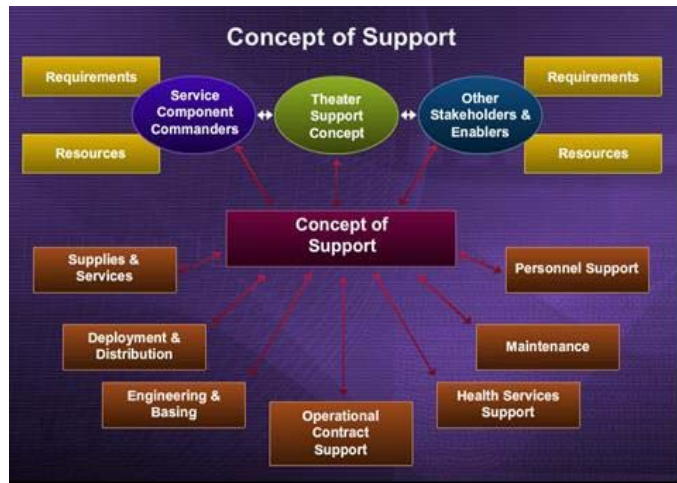 Concept of Support
Requirements
Requirements
Service
Component
Commanders
Theater
Support
Concept
Other
Stakeholders &
Enablers
Resources
Resources
Concept of
Support
Supplies &
Services
Personnel Support
Deployment &
Distribution
Maintenance
Engineering &
Basing
Operational
Contract
Support
Health Services
Support